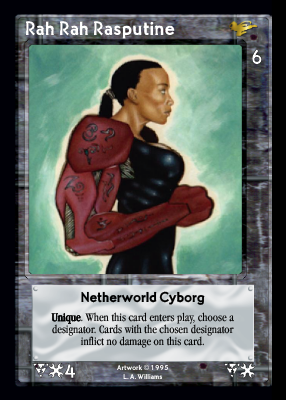 Rah Rah Rasputine
6
Netherworld Cyborg
Unique. When this card enters play, choose a
designator. Cards with the chosen designator
inflict no damage on this card.
4
Artwork © 1995
L. A. Williams